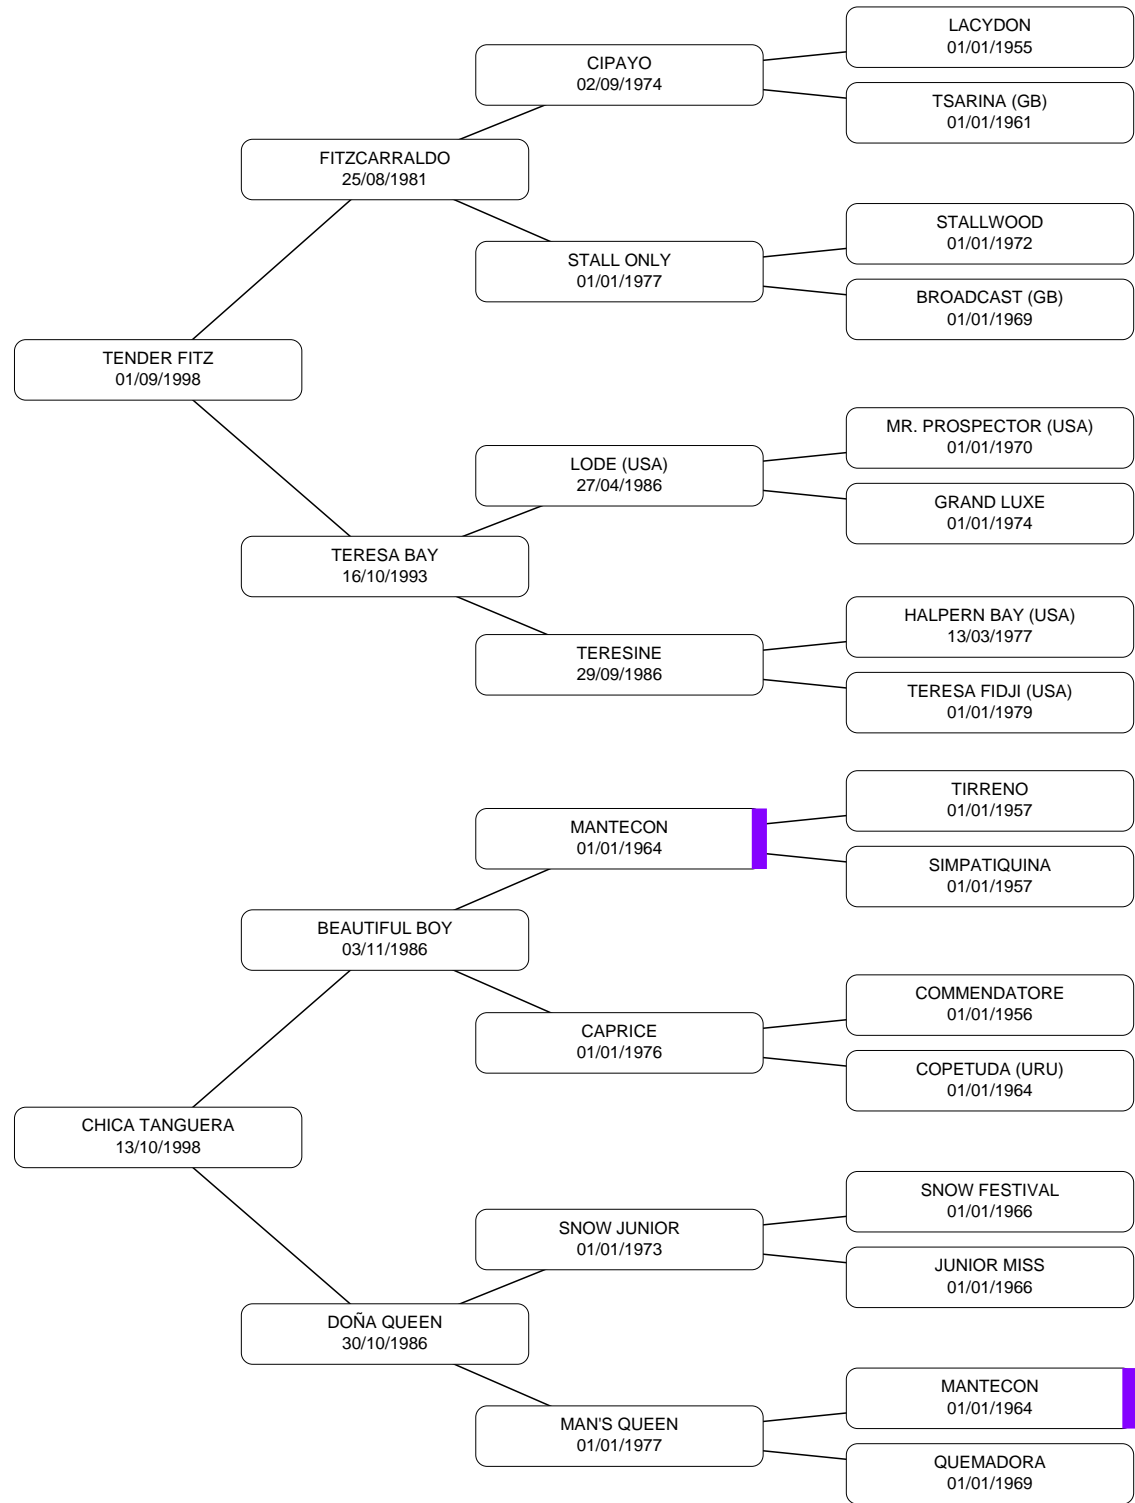 LACYDON
01/01/1955
CIPAYO
02/09/1974
TSARINA (GB)
01/01/1961
FITZCARRALDO
25/08/1981
STALLWOOD
01/01/1972
STALL ONLY
01/01/1977
BROADCAST (GB)
01/01/1969
TENDER FITZ
01/09/1998
MR. PROSPECTOR (USA)
01/01/1970
LODE (USA)
27/04/1986
GRAND LUXE
01/01/1974
TERESA BAY
16/10/1993
HALPERN BAY (USA)
13/03/1977
TERESINE
29/09/1986
TERESA FIDJI (USA)
01/01/1979
TIRRENO
01/01/1957
MANTECON
01/01/1964
SIMPATIQUINA
01/01/1957
BEAUTIFUL BOY
03/11/1986
COMMENDATORE
01/01/1956
CAPRICE
01/01/1976
COPETUDA (URU)
01/01/1964
CHICA TANGUERA
13/10/1998
SNOW FESTIVAL
01/01/1966
SNOW JUNIOR
01/01/1973
JUNIOR MISS
01/01/1966
DOÑA QUEEN
30/10/1986
MANTECON
01/01/1964
MAN'S QUEEN
01/01/1977
QUEMADORA
01/01/1969